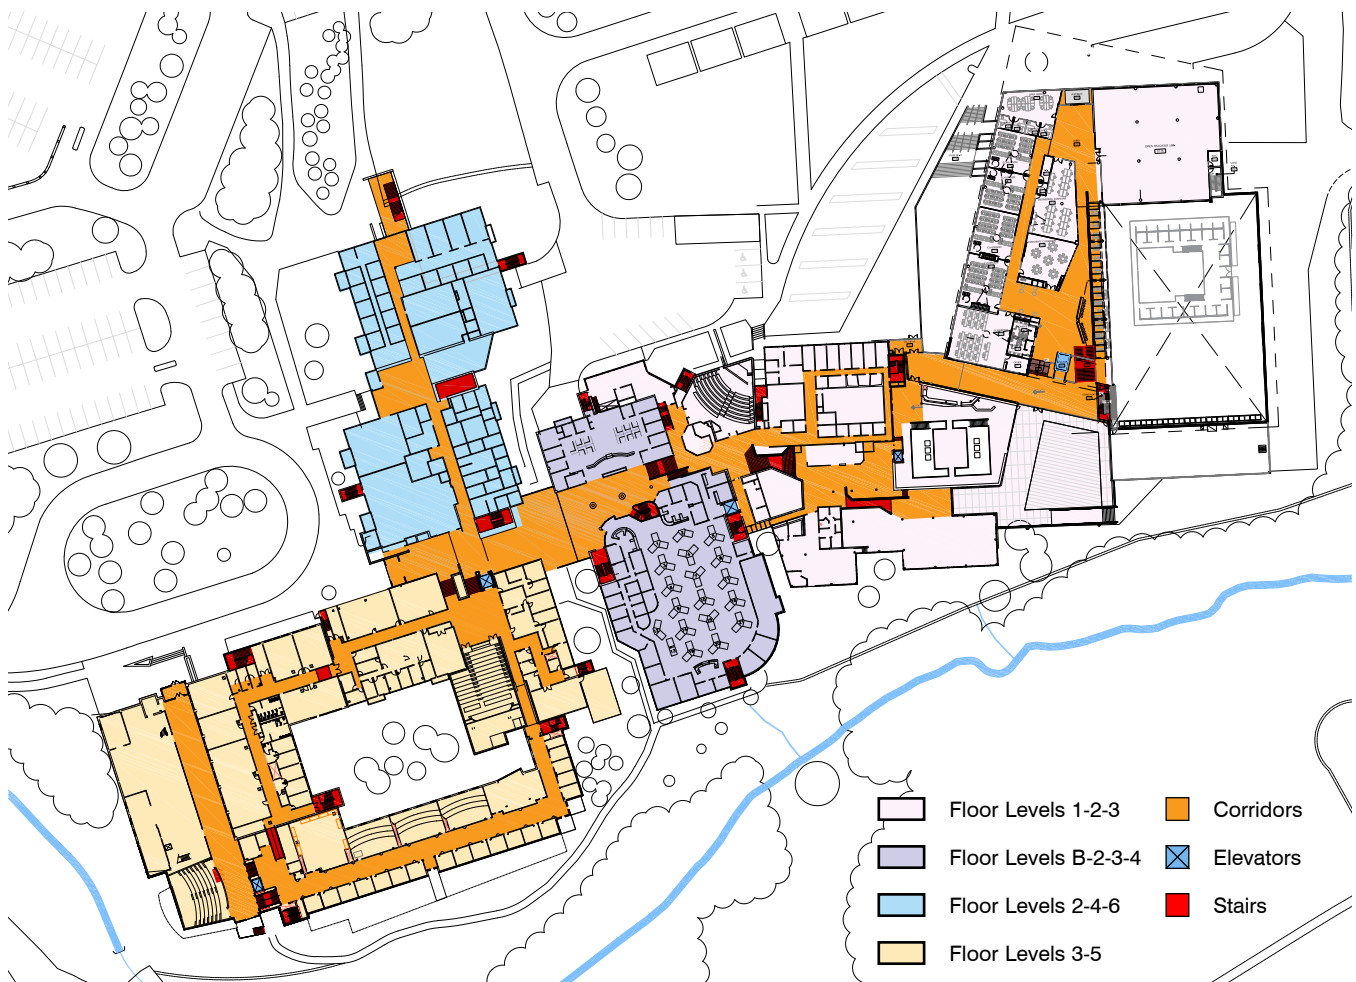 Floor Levels 1-2-3
Corridors
Floor Levels B-2-3-4
Elevators
Floor Levels 2-4-6
Stairs
Floor Levels 3-5